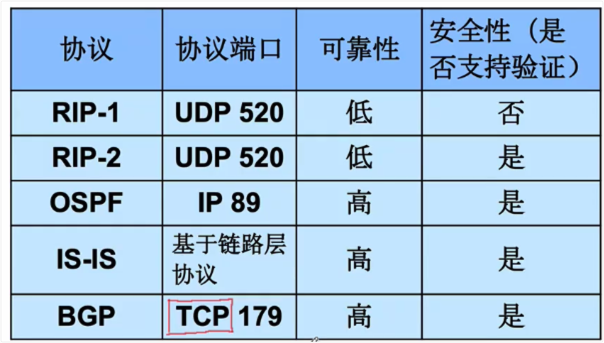 协议 协议端口 可靠性 安全性（是
否支持验证）
RIP-1 UDP 520 低 否
RIP-2 UDP 520 低 是
OSPF IP 89 高 是
IS-IS 基于链路层
协议 高 是
BGP TCP 179 高 是